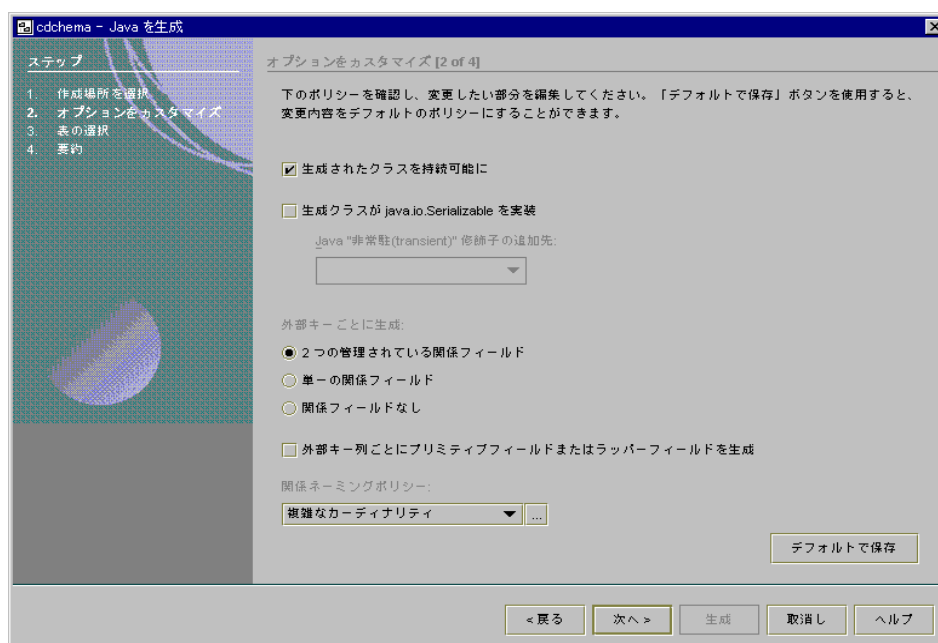 cdchema - Java を生成
ステップ
1. 作成場所を選択
2. オプションをカスタマイズ
3. 表の選択
4. 要約
オプションをカスタマイズ [2 of 4]
下のポリシーを確認し、変更したい部分を編集してください。「デフォルトで保存」ボタンを使用すると、
変更内容をデフォルトのポリシーにすることができます。
生成されたクラスを持続可能に
生成クラスが java.io.Serializable を実装
Java "非常駐(transient)" 修飾子の追加先:
外部キーごとに生成:
2 つの管理されている関係フィールド
単一の関係フィールド
関係フィールドなし
外部キー列ごとにプリミティブフィールドまたはラッパーフィールドを生成
関係ネーミングポリシー:
複雑なカーディナリティ ...
デフォルトで保存
< 戻る 次へ > 生成 取消し ヘルプ